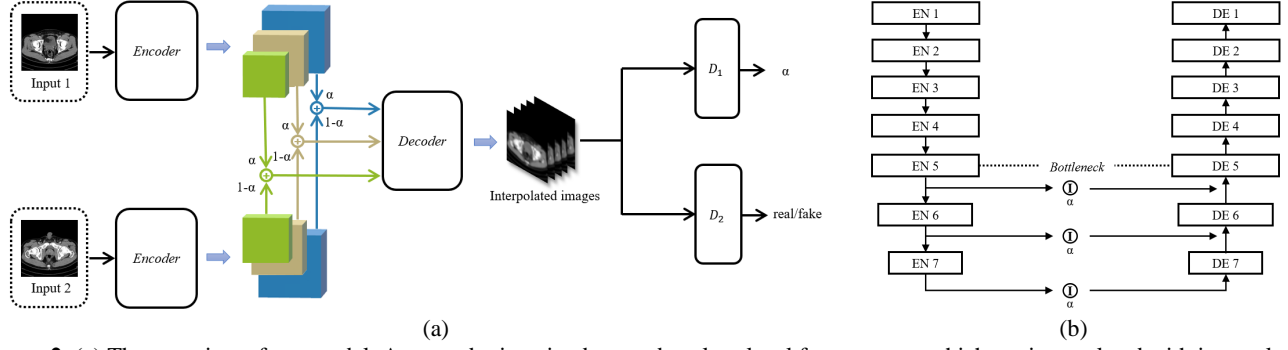 Input 1
Encoder
α
1-α
α
1-α
α
1-α
Input 2
Encoder
Decoder
Interpolated images
D1
α
D2
real/fake
(a)
EN 1
EN 2
EN 3
EN 4
EN 5
EN 6
EN 7
Bottleneck
I
α
I
α
I
α
DE 1
DE 2
DE 3
DE 4
DE 5
DE 6
DE 7
(b)